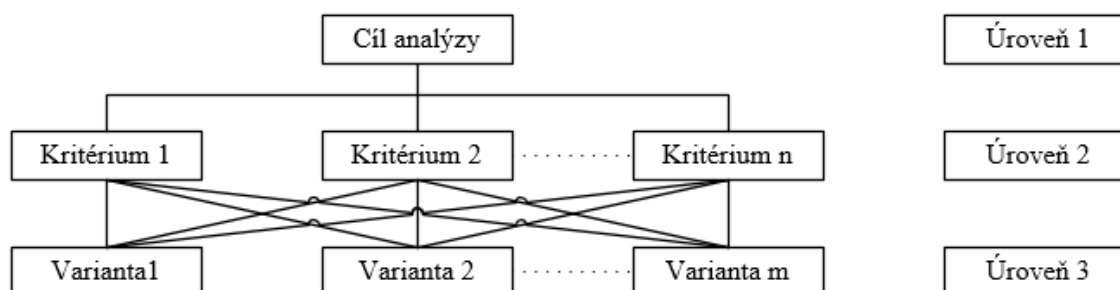 Cíl analýzy
Úroveň 1
Kritérium 1
Kritérium 2
Kritérium n
Úroveň 2
Varianta1
Varianta 2
Varianta m
Úroveň 3